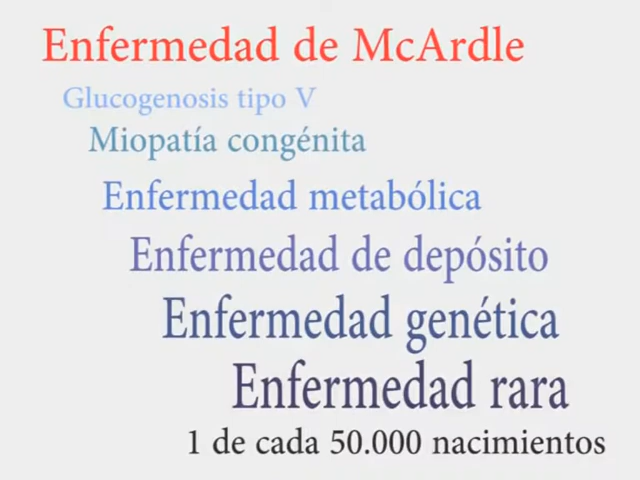 Enfermedad de McArdle
Glucogenosis tipo V
Miopatía congénita
Enfermedad metabólica
Enfermedad de depósito
Enfermedad genética
Enfermedad rara
1 de cada 50.000 nacimientos